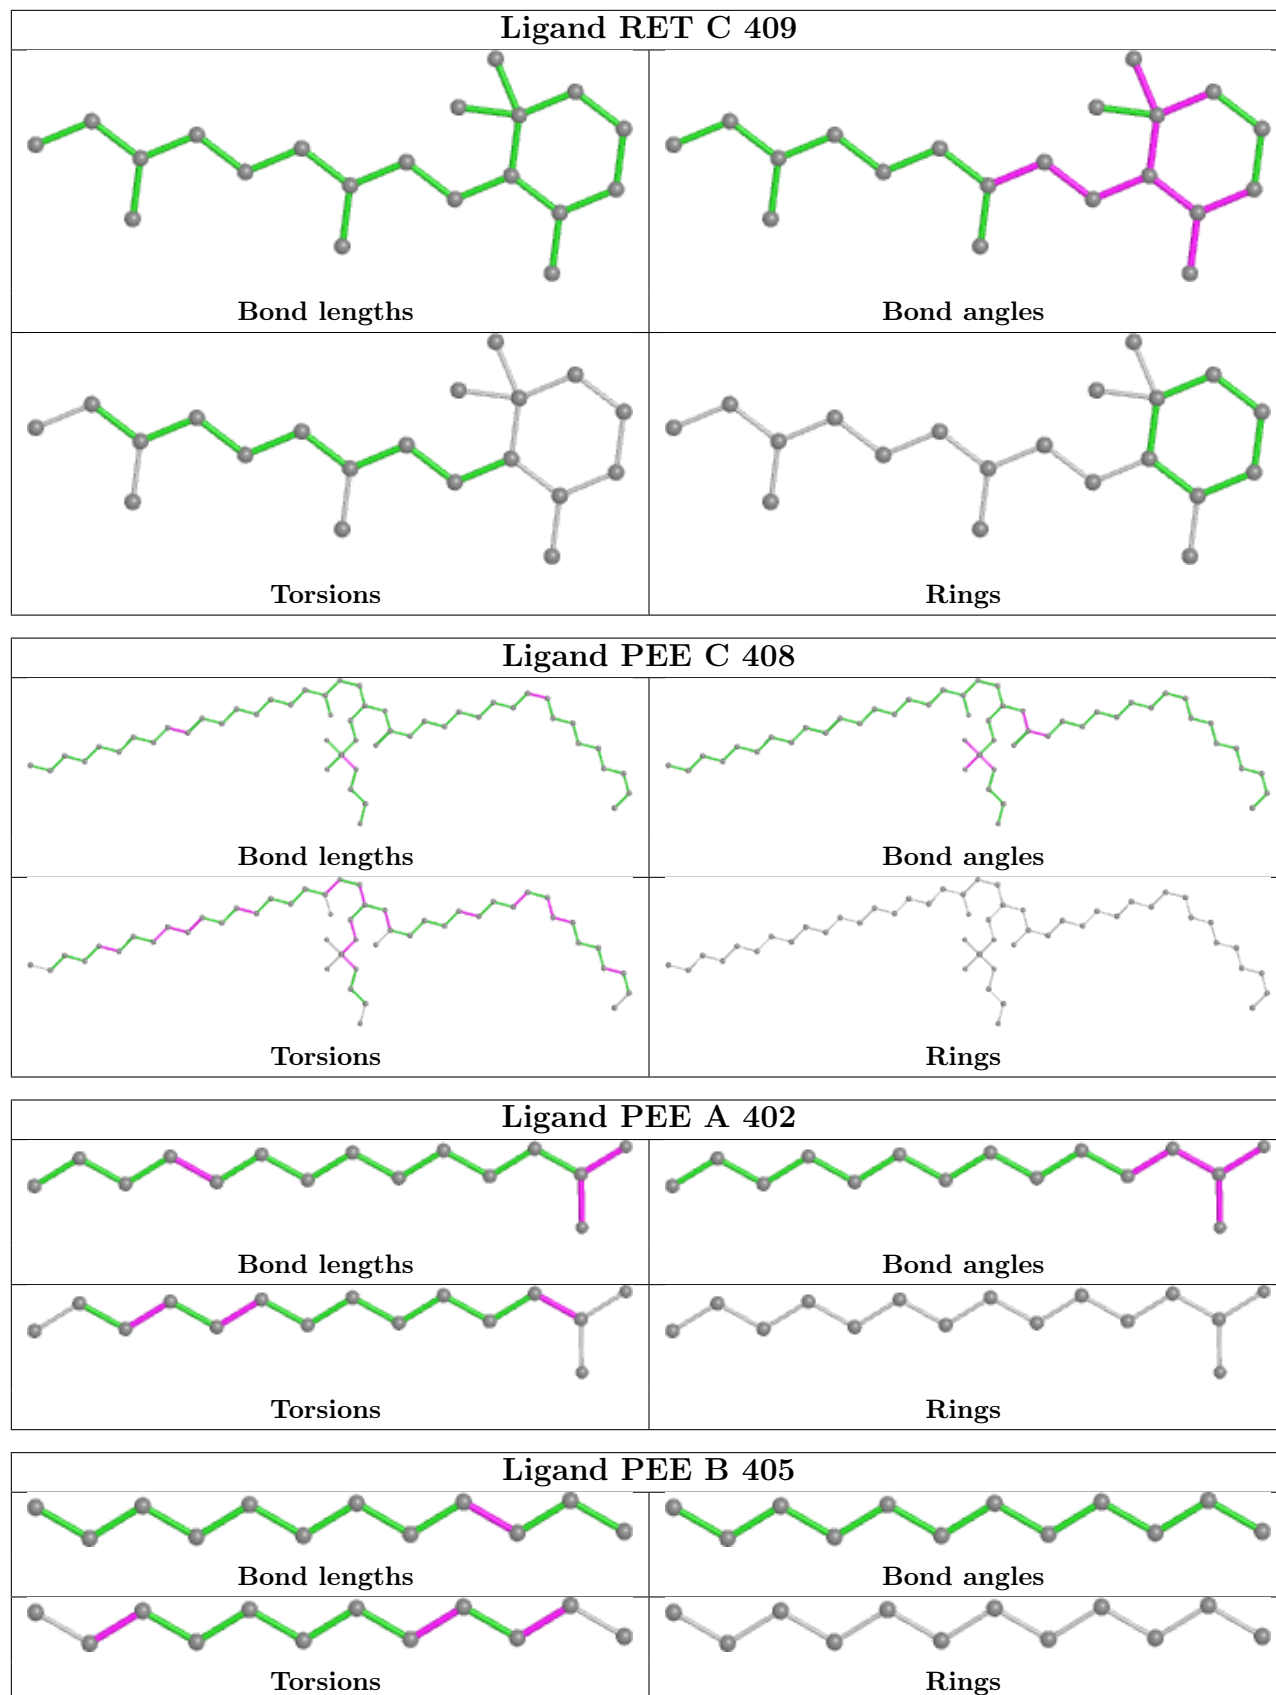 Ligand RET C 409
Bond lengths
Bond angles
Torsions
Rings
Ligand PEE C 408
Bond lengths
Bond angles
Torsions
Rings
Ligand PEE A 402
Bond lengths
Bond angles
Torsions
Rings
Ligand PEE B 405
Bond lengths
Bond angles
Torsions
Rings